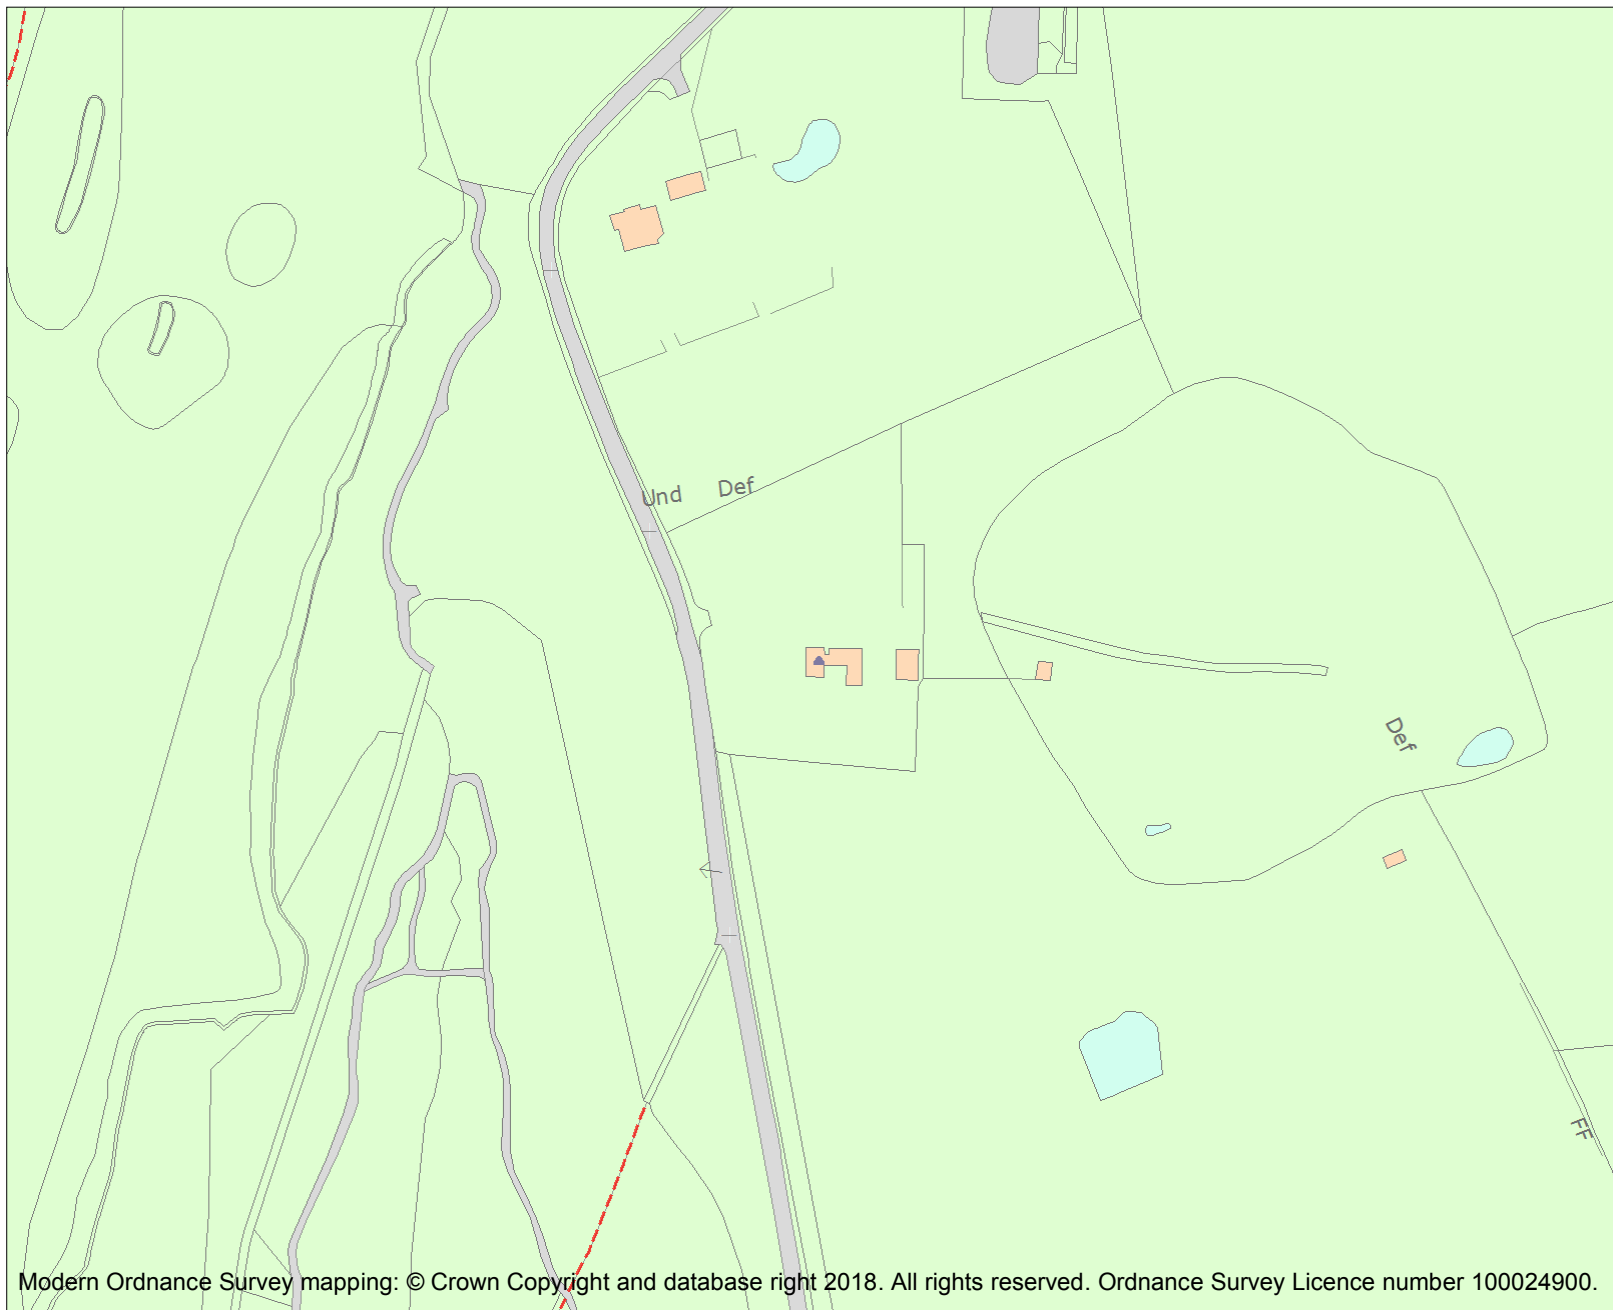 Und Def
Def
FF
Modern Ordnance Survey mapping: © Crown Copyright and database right 2018. All rights reserved. Ordnance Survey Licence number 100024900.